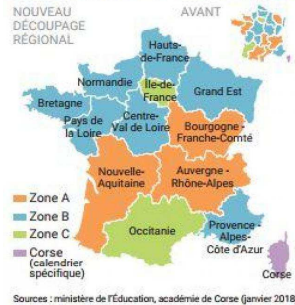 NOUVEAU
DÉCOUPAGE
RÉGIONAL
AVANT
Hauts-
de-France
Normandie
Île-de-
France
Grand Est
Bretagne
Pays de
la Loire
Centre-
Val de Loire
Bourgogne -
Franche-Comté
Nouvelle-
Aquitaine
Auvergne -
Rhône-Alpes
Occitanie
Provence -
Alpes-
Côte d'Azur
Corse
Zone A
Zone B
Zone C
Corse
(calendrier
spécifique)
Sources : ministère de l'Éducation, académie de Corse (janvier 2018